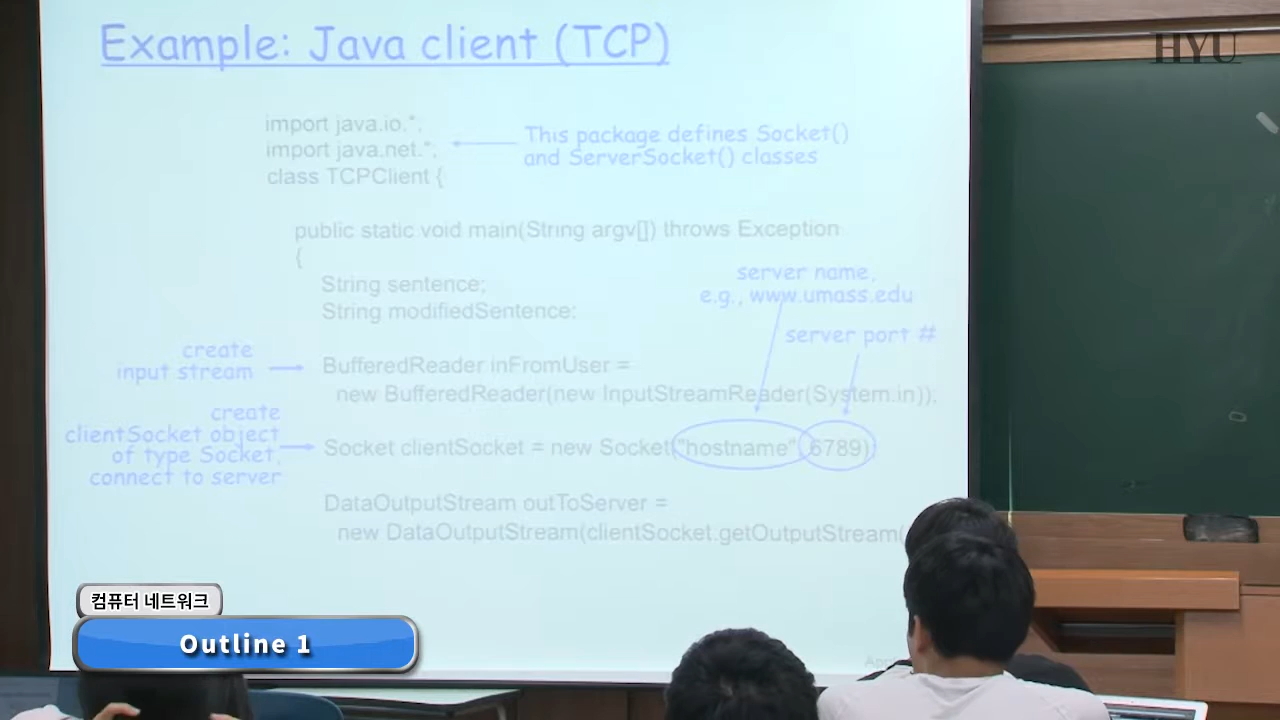 Example: Java client (TCP)
HYU
import java.io.*;
import java.net.*;
class TCPClient {
This package defines Socket()
and ServerSocket() classes
public static void main(String argv[]) throws Exception
{
String sentence;
String modifiedSentence;
server name,
e.g., www.umass.edu
server port #
create
input stream
BufferedReader inFromUser =
new BufferedReader(new InputStreamReader(System.in));
create
clientSocket object
of type Socket,
connect to server
Socket clientSocket = new Socket("hostname", 6789)
DataOutputStream outToServer =
new DataOutputStream(clientSocket.getOutputStream(
컴퓨터 네트워크
Outline 1